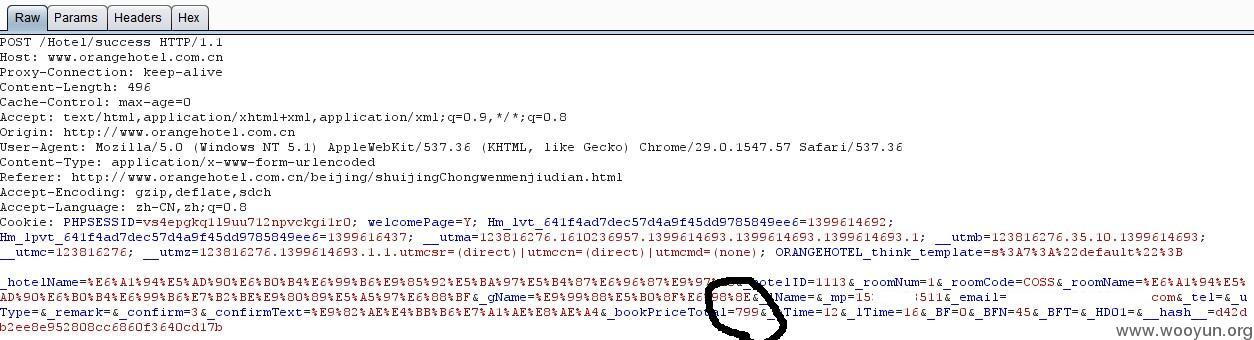 Raw Params Headers Hex
POST /Hotel/success HTTP/1.1
Host: www.orangehotel.com.cn
Proxy-Connection: keep-alive
Content-Length: 496
Cache-Control: max-age=0
Accept: text/html,application/xhtml+xml,application/xml;q=0.9,*/*;q=0.8
Origin: http://www.orangehotel.com.cn
User-Agent: Mozilla/5.0 (Windows NT 5.1) AppleWebKit/537.36 (KHTML, like Gecko) Chrome/29.0.1547.57 Safari/537.36
Content-Type: application/x-www-form-urlencoded
Referer: http://www.orangehotel.com.cn/beijing/shuijingChongwenmenjiudian.html
Accept-Encoding: gzip,deflate,sdch
Accept-Language: zh-CN,zh;q=0.8
Cookie: PHPSESSID=vs4epgkq119uu712npvckgi1r0; welcomePage=Y; Hm_lvt_641f4ad7dec57d4a9f45dd9785849ee6=1399614692;
Hm_lpvt_641f4ad7dec57d4a9f45dd9785849ee6=1399616437; __utma=123816276.1610236957.1399614693.1399614693.1399614693.1; __utmb=123816276.35.10.1399614693;
__utmc=123816276; __utmz=123816276.1399614693.1.1.utmcsr=(direct)|utmccn=(direct)|utmcmd=(none); ORANGEHOTEL_think_template=s%3A7%3A%22default%22%3B
_hotelName=%E6%A1%94%E5%AD%90%E6%B0%B4%E6%99%B6%E9%85%92%E5%BA%97%E5%B4%87%E6%96%87%E9%97 otelID=1113&_roomNum=1&_roomCode=COSS&_roomName=%E6%A1%94%E5%
AD%90%E6%B0%B4%E6%99%B6%E7%B2%BE%E9%80%89%E5%A5%97%E6%88%BF&_gName=%E9%99%88%E5%B0%8F%E6%98%8E& Name=&_mp=15 3511&_email= com&_tel=&_u
Type=&_remark=&_confirm=3&_confirmText=%E9%82%AE%E4%BB%B6%E7%A1%AE%E8%AE%A4&_bookPriceTotal=799& Time=12&_lTime=16&_BF=0&_BFN=45&_BFT=&_HD01=&__hash__=d42d
b2ee8e952808cc6860f3640cd17b
www.wooyun.org